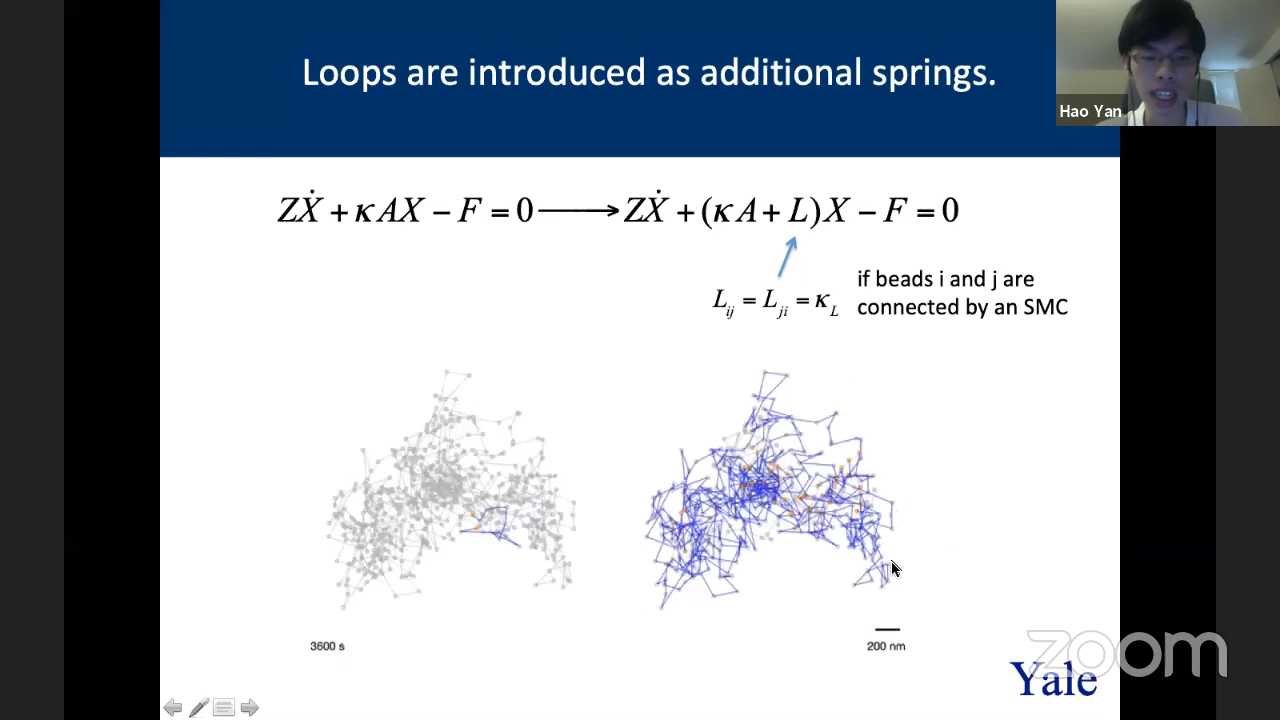 Loops are introduced as additional springs.
Hao Yan
ZẊ + κAX − F = 0 ⟶ ZẊ + (κA + L)X − F = 0
L_ij = L_ji = κ_L
if beads i and j are
connected by an SMC
3600 s
200 nm
zoom
Yale